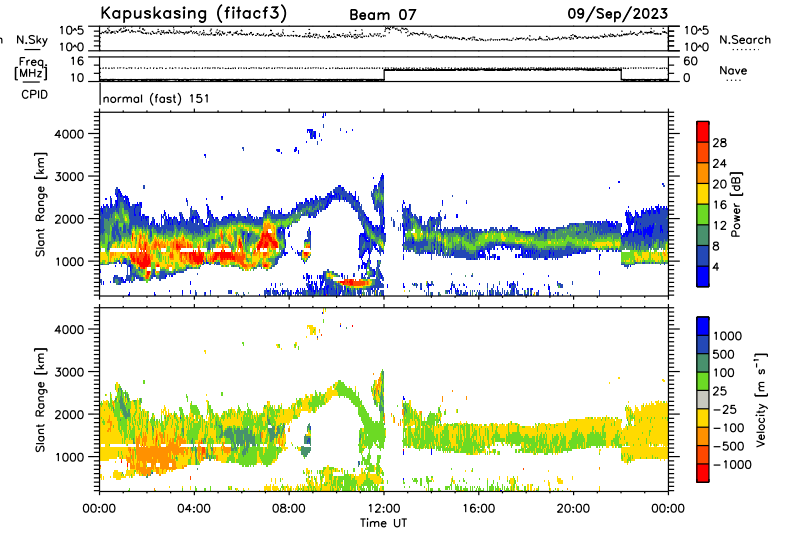 Kapuskasing (fitacf3) Beam 07 09/Sep/2023
N.Sky 10^5 10^5 N.Search
10^0 10^0
Freq. 16 60
[MHz] 10 0 Nave
CPID
normal (fast) 151
Slant Range [km]
4000
3000
2000
1000
28
24
20
16
12
8
4
Power [dB]
Slant Range [km]
4000
3000
2000
1000
1000
500
100
25
-25
-100
-500
-1000
Velocity [m s⁻¹]
00:00 04:00 08:00 12:00 16:00 20:00 00:00
Time UT